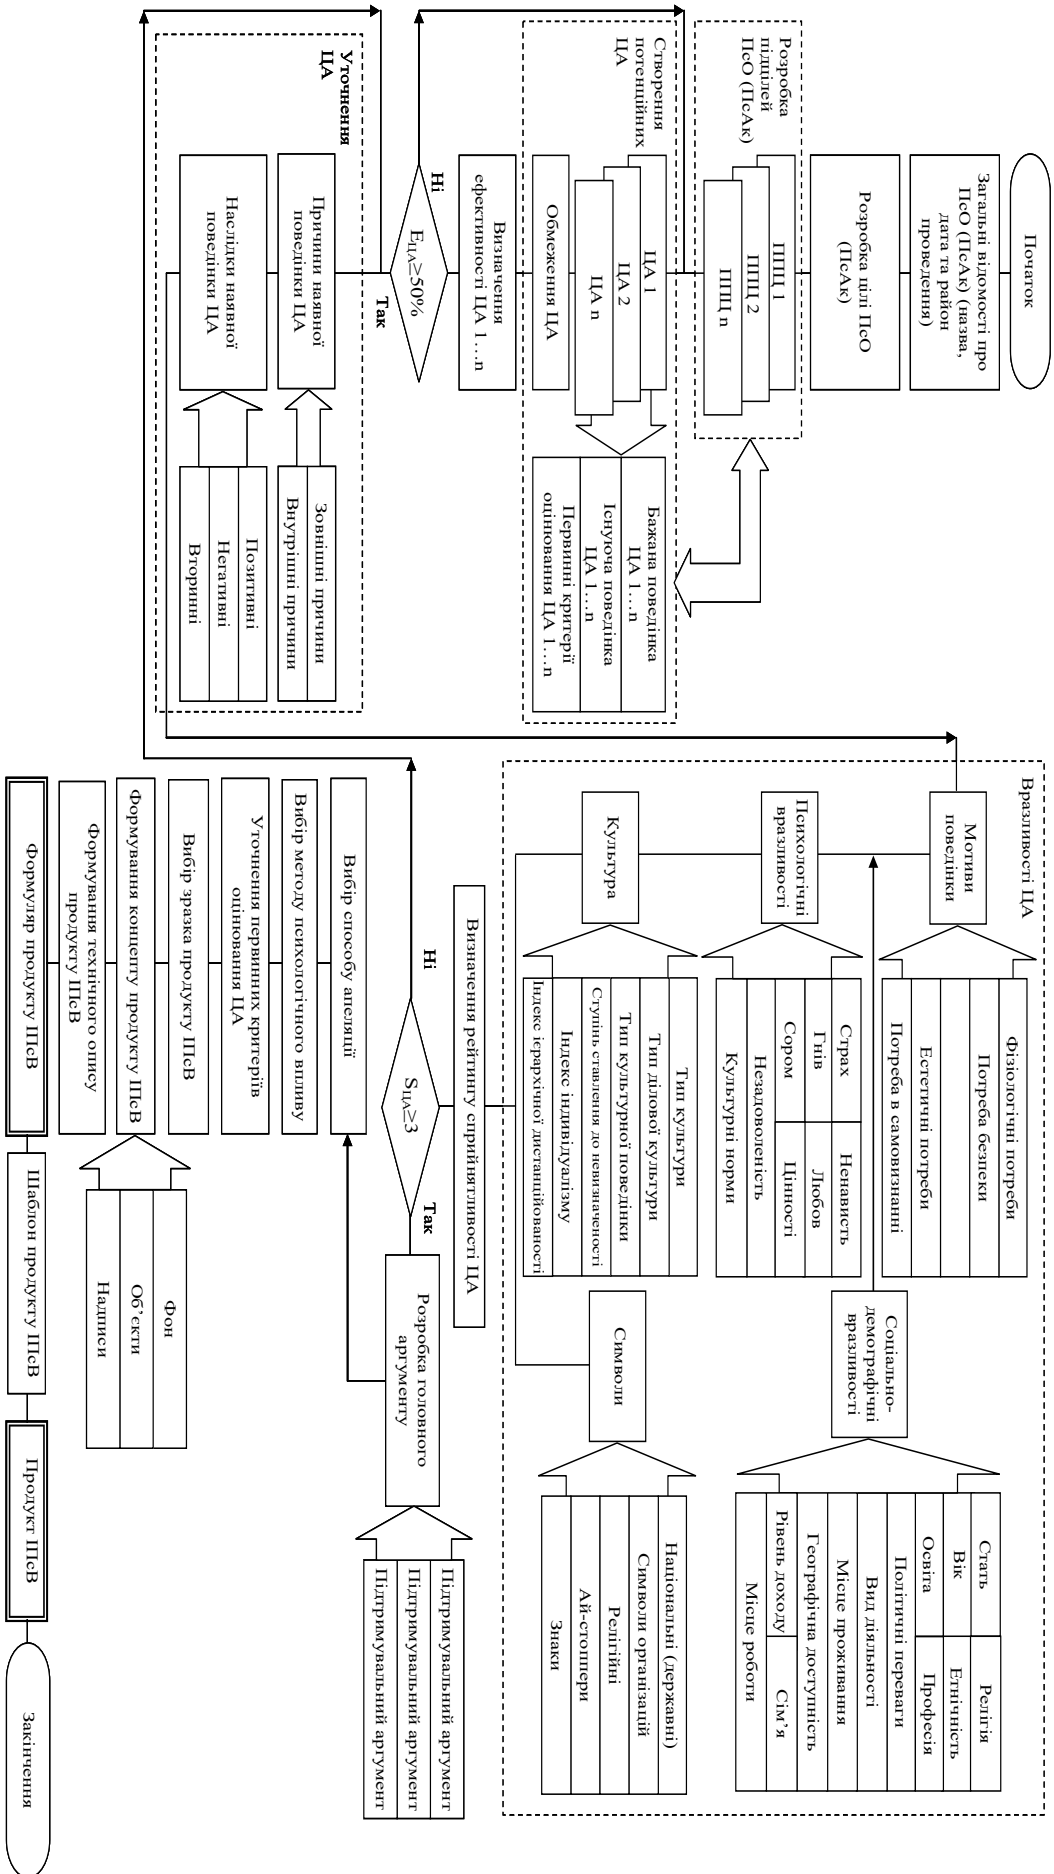 Початок
Загальні відомості про
ПсО (ПсАк) (назва,
дата та район
проведення)
Розробка цілі ПсО
(ПсАк)
Розробка
підцілей
ПсО (ПсАк)
ППЦ 1
ППЦ 2
ППЦ n
Створення
потенційних
ЦА
ЦА 1
ЦА 2
ЦА n
Обмеження ЦА
Бажана поведінка
ЦА 1…n
Існуюча поведінка
ЦА 1…n
Первинні критерії
оцінювання ЦА 1…n
Визначення
ефективності ЦА 1…n
Ні
EЦА≥50%
Так
Уточнення
ЦА
Причини наявної
поведінки ЦА
Зовнішні причини
Внутрішні причини
Наслідки наявної
поведінки ЦА
Позитивні
Негативні
Вторинні
Вразливості ЦА
Мотиви
поведінки
Фізіологічні потреби
Потреба безпеки
Естетичні потреби
Потреба в самовизнанні
Соціально-
демографічні
вразливості
Стать
Релігія
Вік
Етнічність
Освіта
Професія
Політичні переваги
Вид діяльності
Місце проживання
Географічна доступність
Рівень доходу
Сім’я
Місце роботи
Психологічні
вразливості
Страх
Ненависть
Гнів
Любов
Сором
Цінності
Незадоволеність
Культурні норми
Культура
Тип культури
Тип ділової культури
Тип культурної поведінки
Ступінь ставлення до невизначеності
Індекс індивідуалізму
Індекс ієрархічної дистанційованості
Символи
Національні (державні)
Символи організацій
Релігійні
Ай-стоппери
Знаки
Визначення рейтингу сприйнятливості ЦА
Ні
SЦА≥3
Так
Розробка головного
аргументу
Підтримувальний аргумент
Підтримувальний аргумент
Підтримувальний аргумент
Вибір способу апеляції
Вибір методу психологічного впливу
Уточнення первинних критеріїв
оцінювання ЦА
Вибір зразка продукту ІПсВ
Формування концепту продукту ІПсВ
Фон
Об’єкти
Надписи
Формування технічного опису
продукту ІПсВ
Формуляр продукту ІПсВ
Шаблон продукту ІПсВ
Продукт ІПсВ
Закінчення